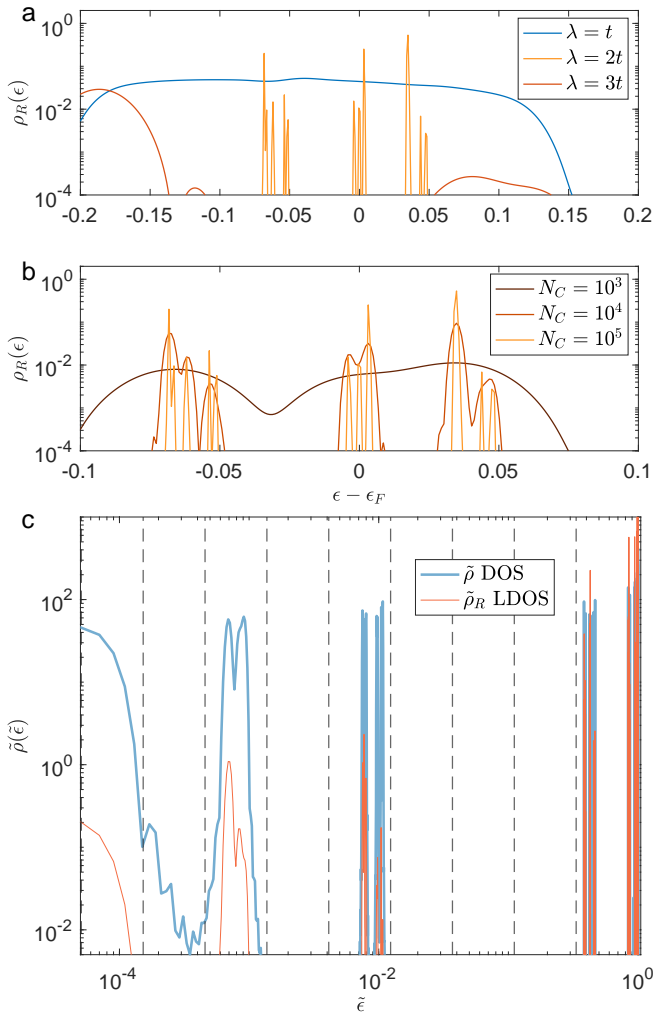 a
10^0
10^-2
10^-4
ρ_R(ϵ)
λ = t
λ = 2t
λ = 3t
-0.2 -0.15 -0.1 -0.05 0 0.05 0.1 0.15 0.2
b
10^0
10^-2
10^-4
ρ_R(ϵ)
N_C = 10^3
N_C = 10^4
N_C = 10^5
-0.1 -0.05 0 0.05 0.1
ϵ − ϵ_F
c
10^2
10^0
10^-2
ρ̃(ϵ̃)
ρ̃ DOS
ρ̃_R LDOS
10^-4 10^-2 10^0
ϵ̃